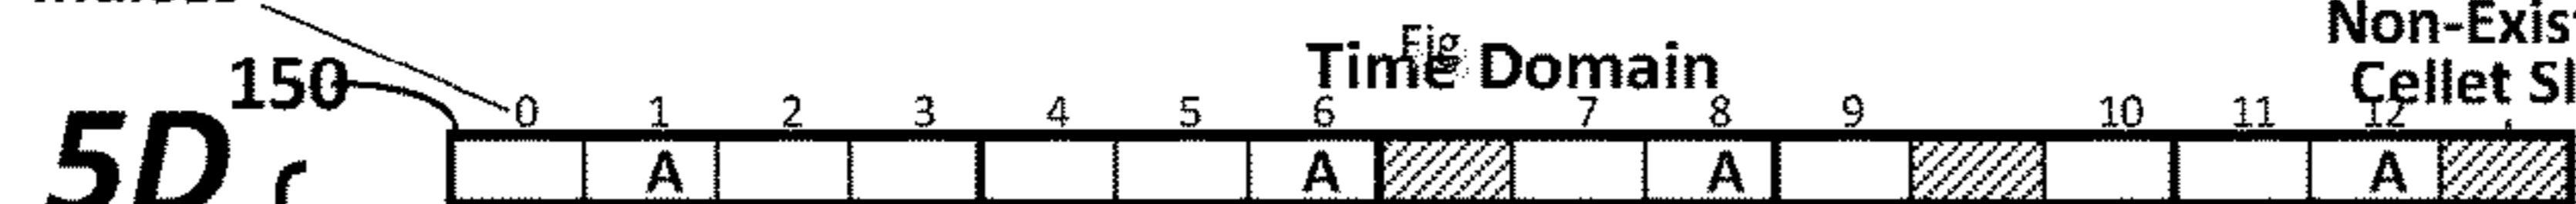 Non-Exis
Fig
Time Domain
150
Cellet Sl
0 1 2 3 4 5 6 7 8 9 10 11 12
5D
A A A A